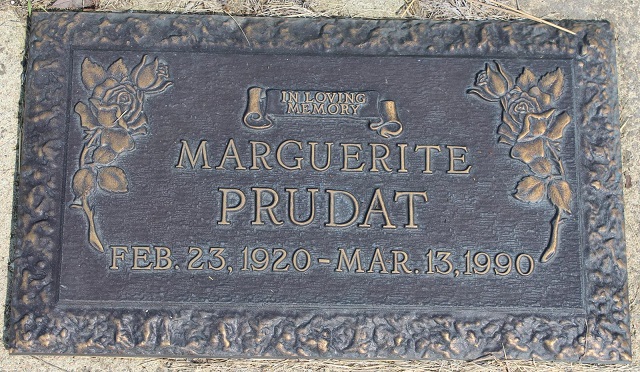 IN LOVING
MEMORY
MARGUERITE
PRUDAT
FEB. 23, 1920 - MAR. 13, 1990